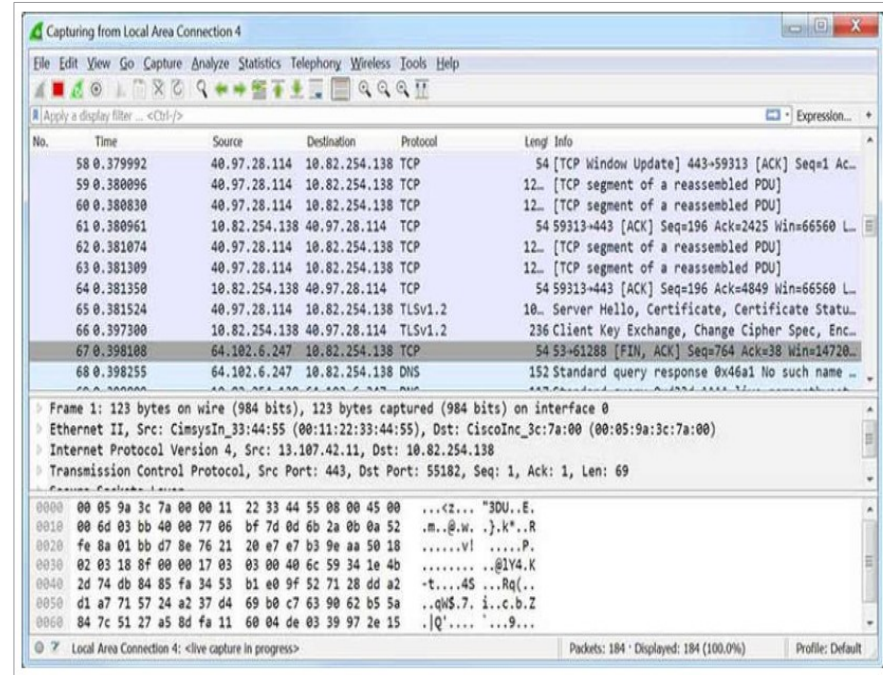 Capturing from Local Area Connection 4
File Edit View Go Capture Analyze Statistics Telephony Wireless Tools Help
Apply a display filter ... <Ctrl-/> Expression... +
No. Time Source Destination Protocol Lengt Info
58 0.379992 40.97.28.114 10.82.254.138 TCP 54 [TCP Window Update] 443→59313 [ACK] Seq=1 Ac…
59 0.380096 40.97.28.114 10.82.254.138 TCP 12… [TCP segment of a reassembled PDU]
60 0.380830 40.97.28.114 10.82.254.138 TCP 12… [TCP segment of a reassembled PDU]
61 0.380961 10.82.254.138 40.97.28.114 TCP 54 59313→443 [ACK] Seq=196 Ack=2425 Win=66560 L…
62 0.381074 40.97.28.114 10.82.254.138 TCP 12… [TCP segment of a reassembled PDU]
63 0.381309 40.97.28.114 10.82.254.138 TCP 12… [TCP segment of a reassembled PDU]
64 0.381350 10.82.254.138 40.97.28.114 TCP 54 59313→443 [ACK] Seq=196 Ack=4849 Win=66560 L…
65 0.381524 40.97.28.114 10.82.254.138 TLSv1.2 10… Server Hello, Certificate, Certificate Statu…
66 0.397300 10.82.254.138 40.97.28.114 TLSv1.2 236 Client Key Exchange, Change Cipher Spec, Enc…
67 0.398108 64.102.6.247 10.82.254.138 TCP 54 53→61288 [FIN, ACK] Seq=764 Ack=38 Win=14720…
68 0.398255 64.102.6.247 10.82.254.138 DNS 152 Standard query response 0x46a1 No such name …
Frame 1: 123 bytes on wire (984 bits), 123 bytes captured (984 bits) on interface 0
Ethernet II, Src: CimsysIn_33:44:55 (00:11:22:33:44:55), Dst: CiscoInc_3c:7a:00 (00:05:9a:3c:7a:00)
Internet Protocol Version 4, Src: 13.107.42.11, Dst: 10.82.254.138
Transmission Control Protocol, Src Port: 443, Dst Port: 55182, Seq: 1, Ack: 1, Len: 69
0000 00 05 9a 3c 7a 00 00 11 22 33 44 55 08 00 45 00 ...<z... "3DU..E.
0010 00 6d 03 bb 40 00 77 06 bf 7d 0d 6b 2a 0b 0a 52 .m..@.w. .}.k*..R
0020 fe 8a 01 bb d7 8e 76 21 20 e7 e7 b3 9e aa 50 18 ......v! .....P.
0030 02 03 18 8f 00 00 17 03 03 00 40 6c 59 34 1e 4b ........ ..@lY4.K
0040 2d 74 db 84 85 fa 34 53 b1 e0 9f 52 71 28 dd a2 -t....4S ...Rq(..
0050 d1 a7 71 57 24 a2 37 d4 69 b0 c7 63 90 62 b5 5a ..qW$.7. i..c.b.Z
0060 84 7c 51 27 a5 8d fa 11 60 04 de 03 39 97 2e 15 .|Q'.... `...9...
Local Area Connection 4: <live capture in progress> Packets: 184 · Displayed: 184 (100.0%) Profile: Default